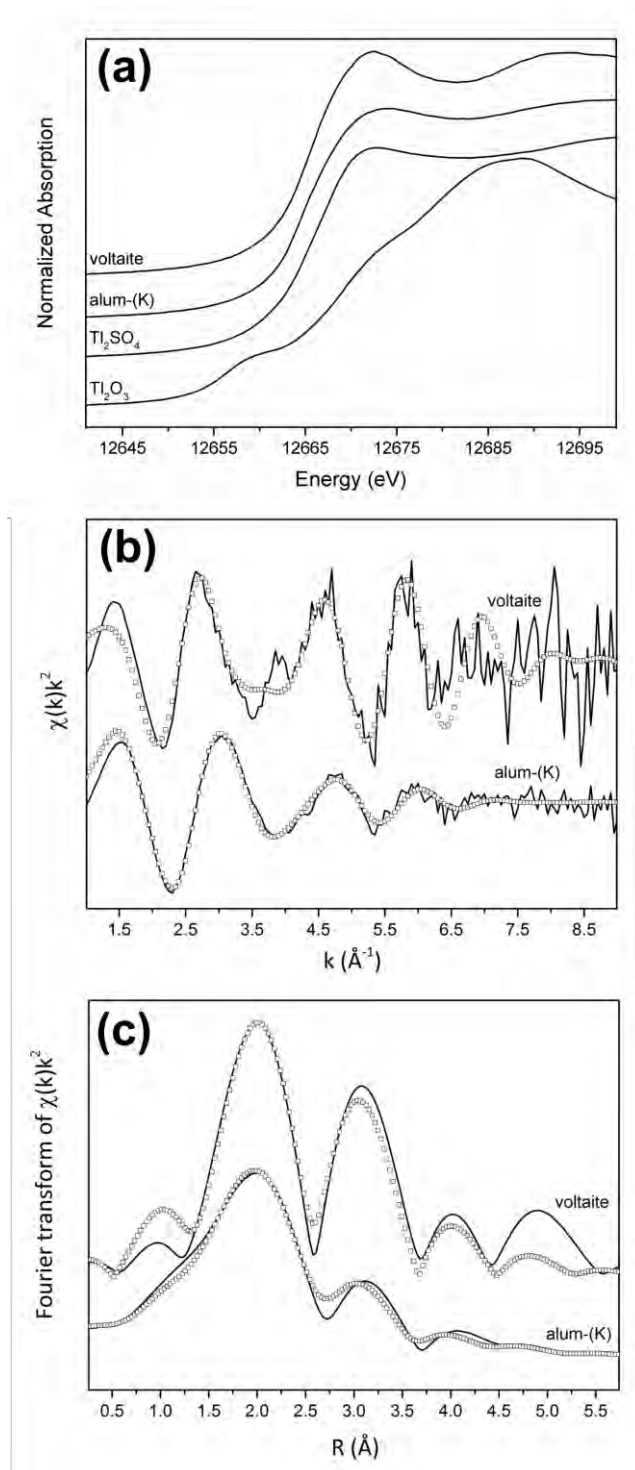 (a)
Normalized Absorption
voltaite
alum-(K)
Tl₂SO₄
Tl₂O₃
12645 12655 12665 12675 12685 12695
Energy (eV)
(b)
χ(k)k²
voltaite
alum-(K)
1.5 2.5 3.5 4.5 5.5 6.5 7.5 8.5
k (Å⁻¹)
(c)
Fourier transform of χ(k)k²
voltaite
alum-(K)
0.5 1.0 1.5 2.0 2.5 3.0 3.5 4.0 4.5 5.0 5.5
R (Å)